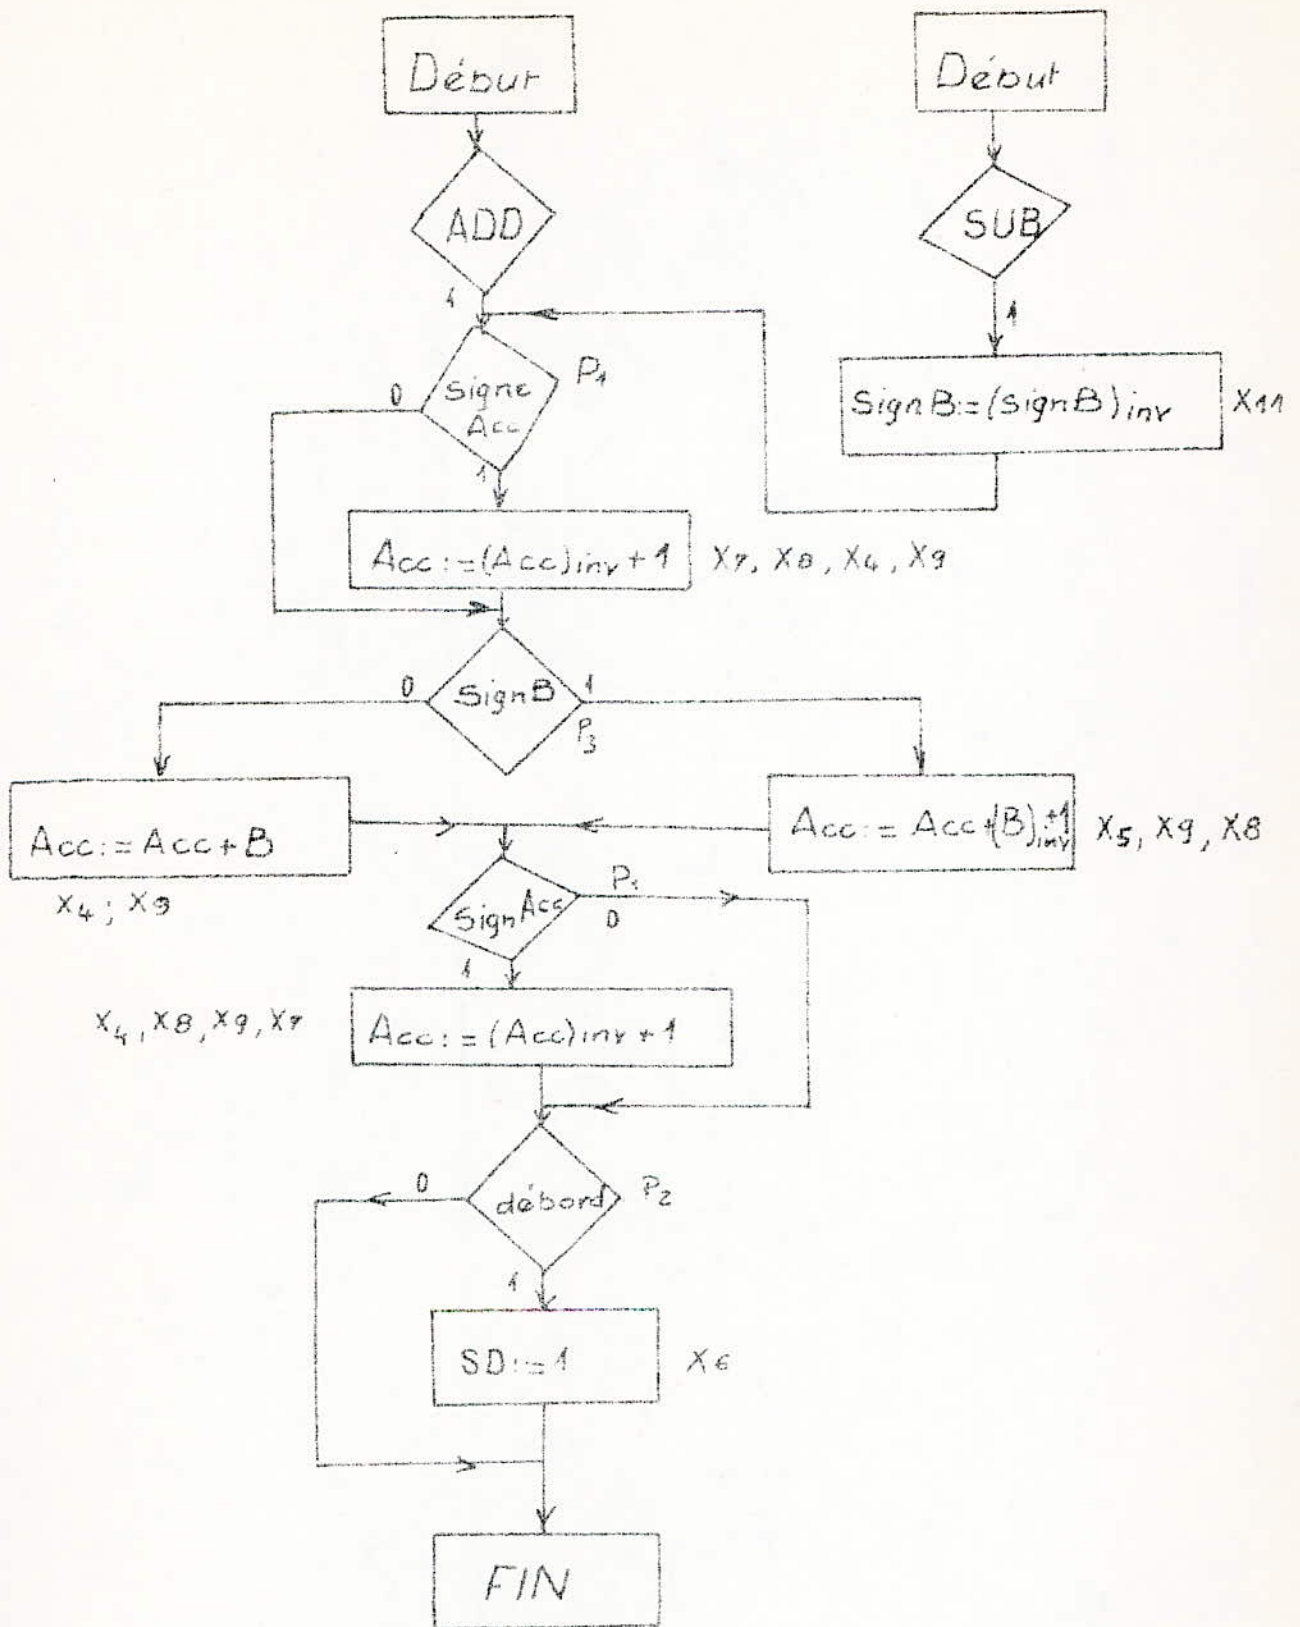 Début
Début
ADD
SUB
1
1
Signe
Acc
P1
0
1
SignB:=(signB)inv
X11
Acc:=(Acc)inv+1
X7, X8, X4, X9
SignB
0
1
P3
Acc:=Acc+B
X4; X9
Acc:=Acc+(B)inv+1
X5, X9, X8
Sign Acc
P1
0
1
X4, X8, X9, X7
Acc:=(Acc)inv+1
0
débord
P2
1
SD:=1
X6
FIN